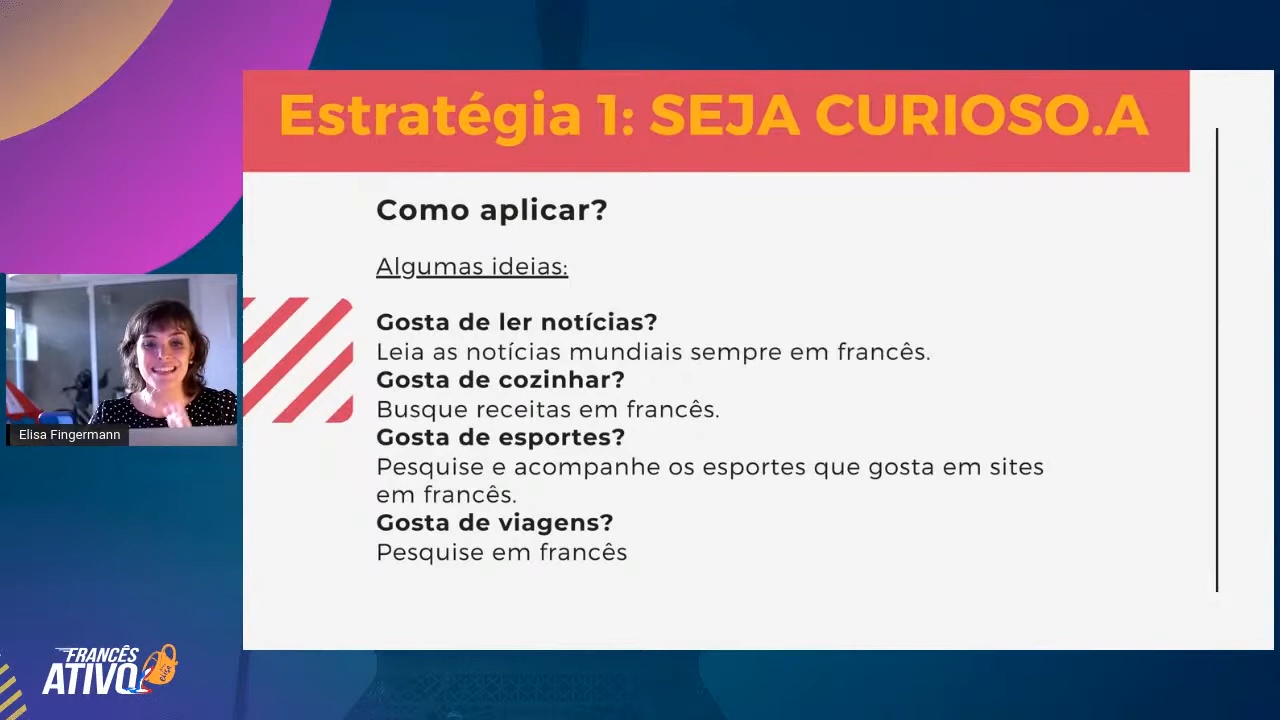 Estratégia 1: SEJA CURIOSO.A
Como aplicar?
Algumas ideias:
Gosta de ler notícias?
Leia as notícias mundiais sempre em francês.
Gosta de cozinhar?
Busque receitas em francês.
Gosta de esportes?
Pesquise e acompanhe os esportes que gosta em sites
em francês.
Gosta de viagens?
Pesquise em francês
Elisa Fingermann
FRANCÊS
ATIVO
elisa